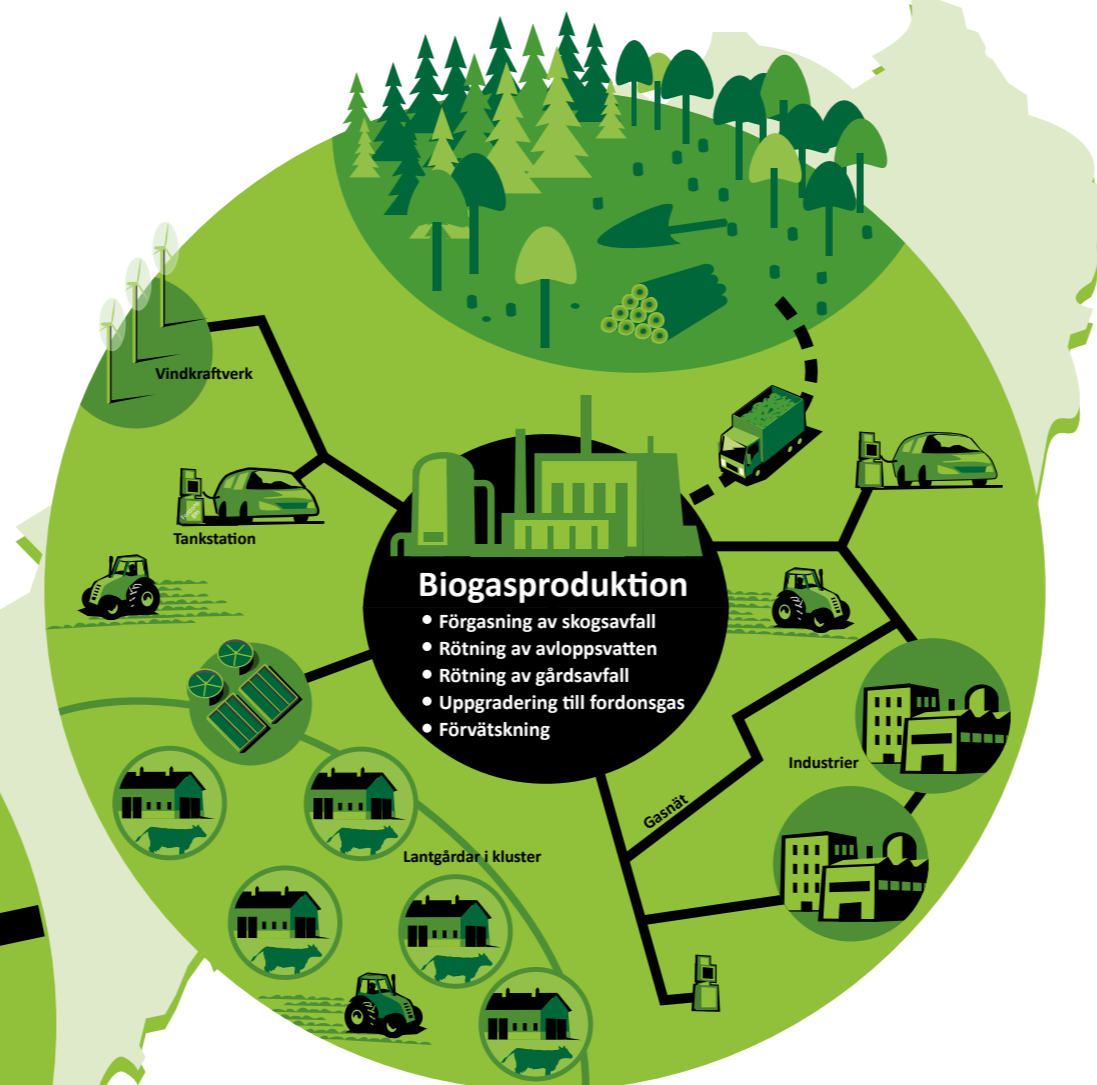 Vindkraftverk
Tankstation
Biogasproduktion
• Förgasning av skogsavfall
• Rötning av avloppsvatten
• Rötning av gårdsavfall
• Uppgradering till fordonsgas
• Förvätskning
Industrier
Gasnät
Lantgårdar i kluster